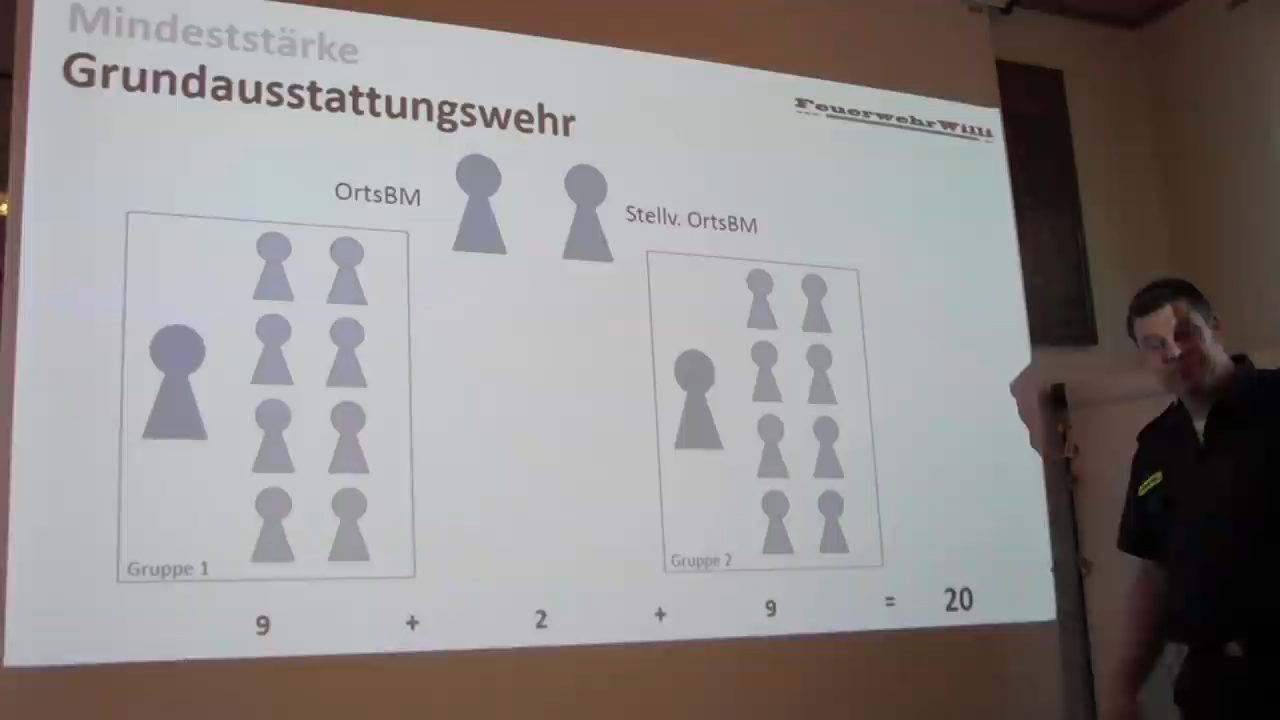 Mindeststärke
Grundausstattungswehr
FeuerwehrWilli
OrtsBM
Stellv. OrtsBM
Gruppe 1
Gruppe 2
9 + 2 + 9 = 20